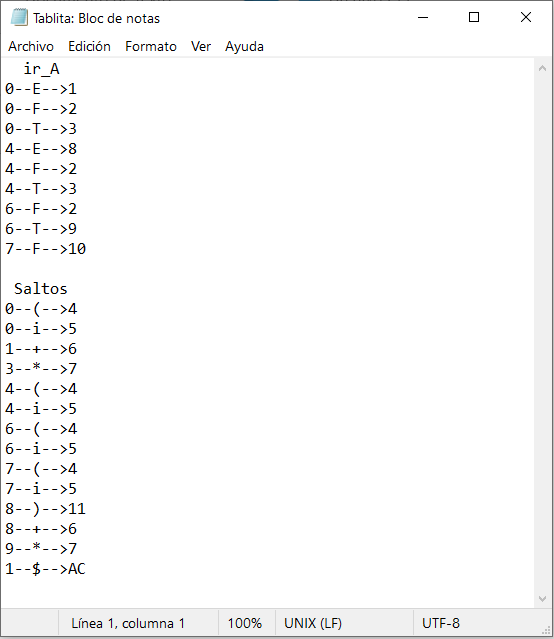 Tablita: Bloc de notas
Archivo Edición Formato Ver Ayuda
ir_A
0--E-->1
0--F-->2
0--T-->3
4--E-->8
4--F-->2
4--T-->3
6--F-->2
6--T-->9
7--F-->10
Saltos
0--(-->4
0--i-->5
1--+-->6
3--*-->7
4--(-->4
4--i-->5
6--(-->4
6--i-->5
7--(-->4
7--i-->5
8--)-->11
8--+-->6
9--*-->7
1--$-->AC
Línea 1, columna 1 100% UNIX (LF) UTF-8